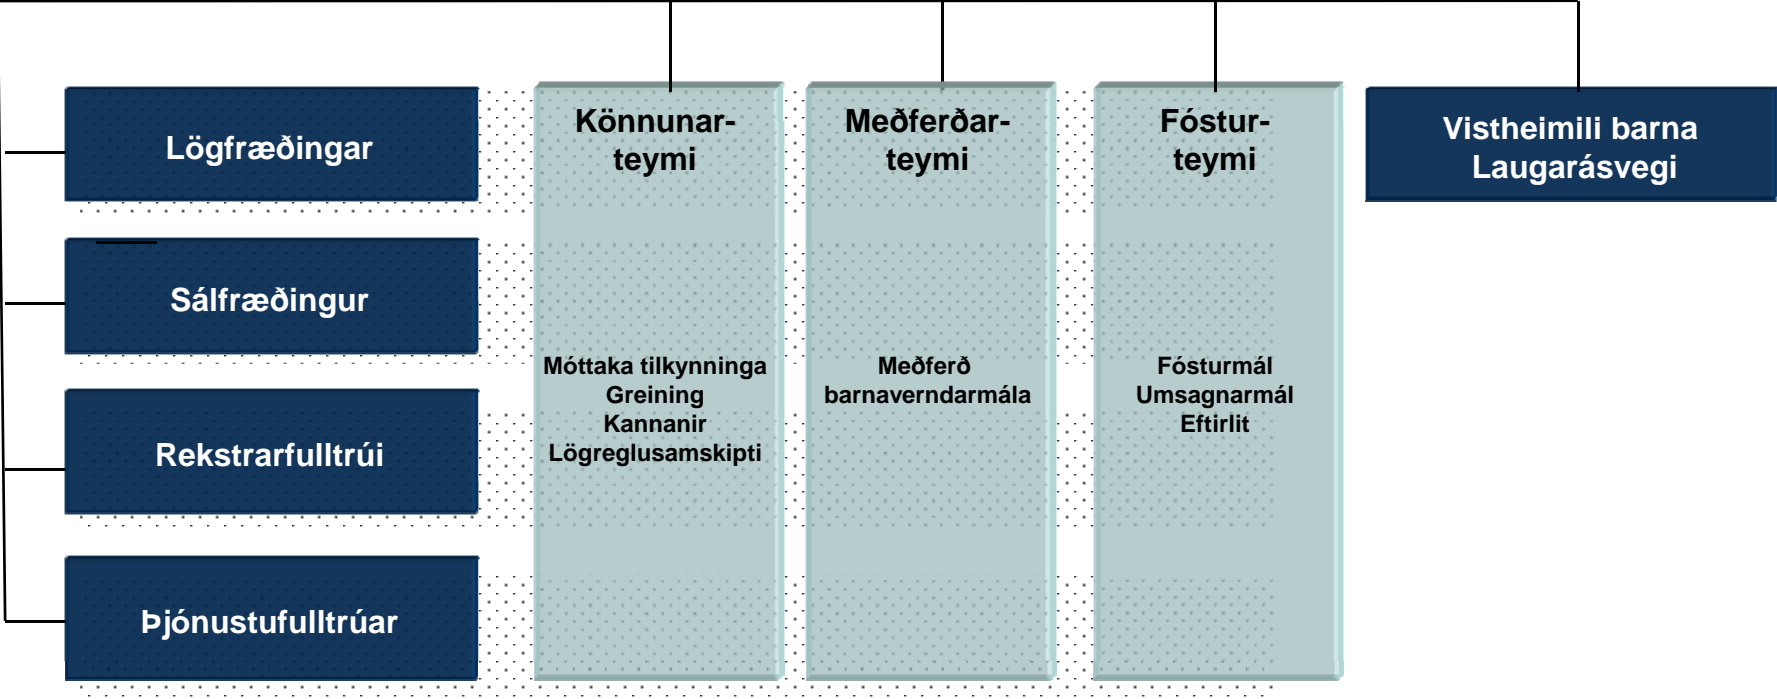 Lögfræðingar
Sálfræðingur
Rekstrarfulltrúi
Þjónustufulltrúar
Könnunar-
teymi
Móttaka tilkynninga
Greining
Kannanir
Lögreglusamskipti
Meðferðar-
teymi
Meðferð
barnaverndarmála
Fóstur-
teymi
Fósturmál
Umsagnarmál
Eftirlit
Vistheimili barna
Laugarásvegi